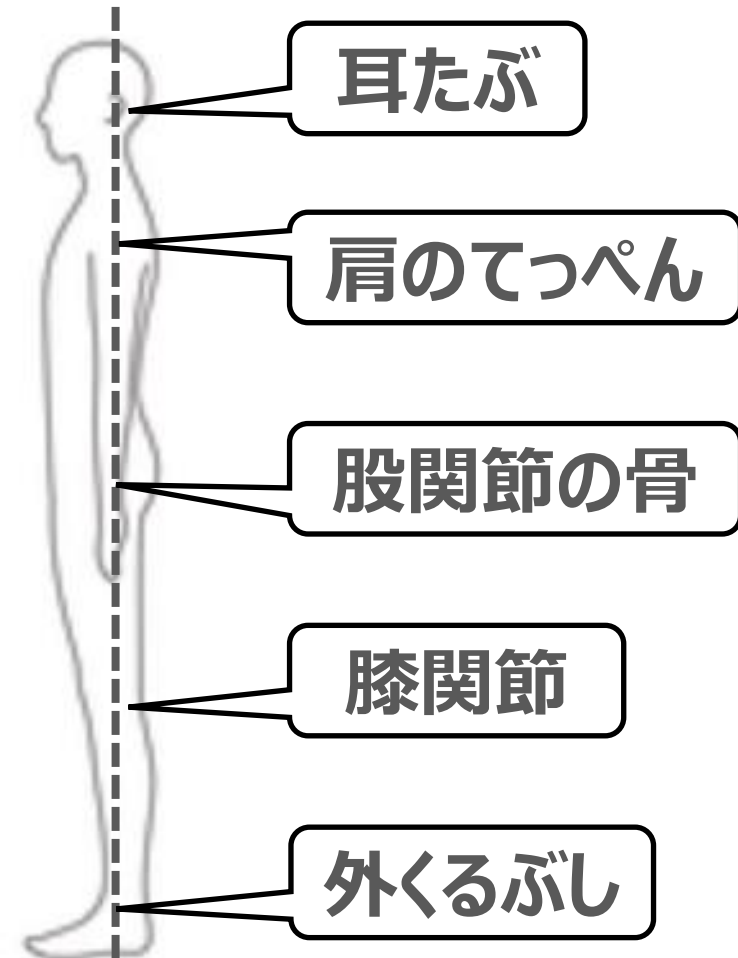 耳たぶ
肩のてっぺん
股関節の骨
膝関節
外くるぶし